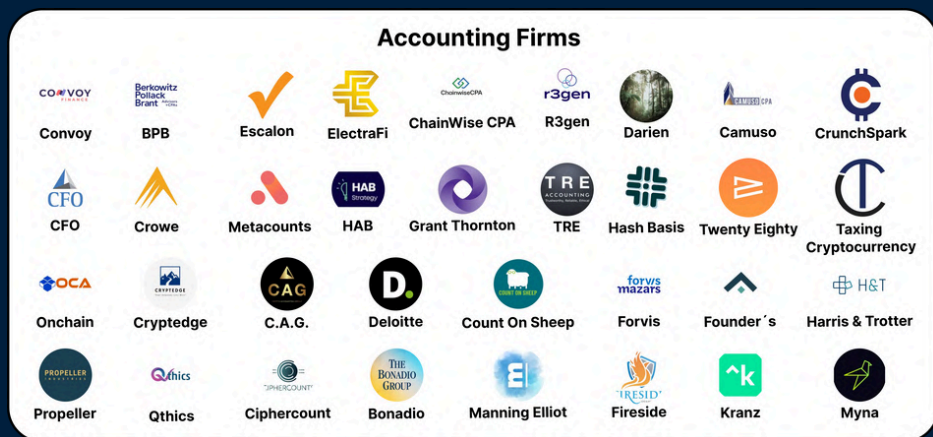 Accounting Firms
CONVOY
FINANCE
Berkowitz
Pollack
Brant
ChainwiseCPA
r3gen
CAMUSO CPA
Convoy BPB Escalon ElectraFi ChainWise CPA R3gen Darien Camuso CrunchSpark
CFO
HAB
Strategy
TRE
ACCOUNTING
CFO Crowe Metacounts HAB Grant Thornton TRE Hash Basis Twenty Eighty Taxing
Cryptocurrency
OCA
CRYPTEDGE
CAG
D.
COUNT ON SHEEP
forvis
mazars
H&T
Onchain Cryptedge C.A.G. Deloitte Count On Sheep Forvis Founder´s Harris & Trotter
PROPELLER
INDUSTRIES
Qthics
CIPHERCOUNT
THE
BONADIO
GROUP
FIRESIDE
^k
Propeller Qthics Ciphercount Bonadio Manning Elliot Fireside Kranz Myna